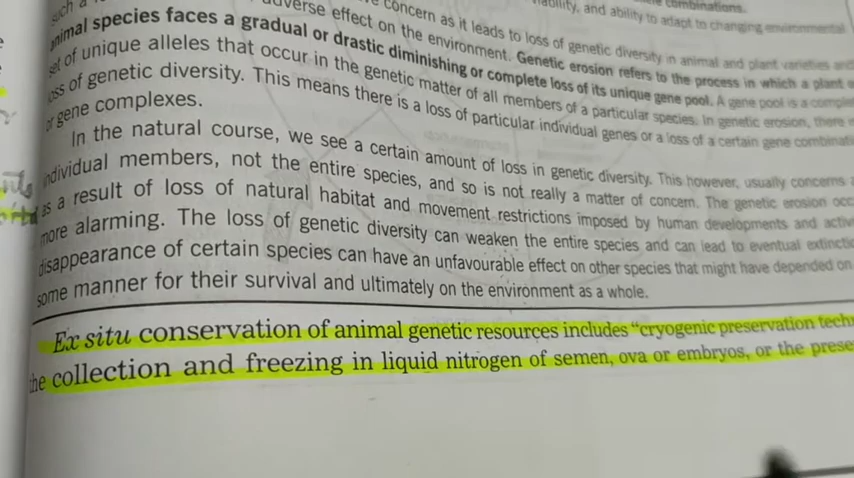 such a
combinations.
ability, and ability to adapt to changing environmental
adverse effect on the environment. Genetic erosion refers to the process in which a plant
concern as it leads to loss of genetic diversity in animal and plant varieties and
animal species faces a gradual or drastic diminishing or complete loss of its unique gene pool. A gene pool is a
set of unique alleles that occur in the genetic matter of all members of a particular species. In genetic erosion, there
loss of genetic diversity. This means there is a loss of particular individual genes or a loss of a certain gene
or gene complexes.
In the natural course, we see a certain amount of loss in genetic diversity. This however, usually concerns
individual members, not the entire species, and so is not really a matter of concern. The genetic erosion
as a result of loss of natural habitat and movement restrictions imposed by human developments and
more alarming. The loss of genetic diversity can weaken the entire species and can lead to eventual
disappearance of certain species can have an unfavourable effect on other species that might have depended on
some manner for their survival and ultimately on the environment as a whole.
Ex situ conservation of animal genetic resources includes "cryogenic preservation
the collection and freezing in liquid nitrogen of semen, ova or embryos, or the